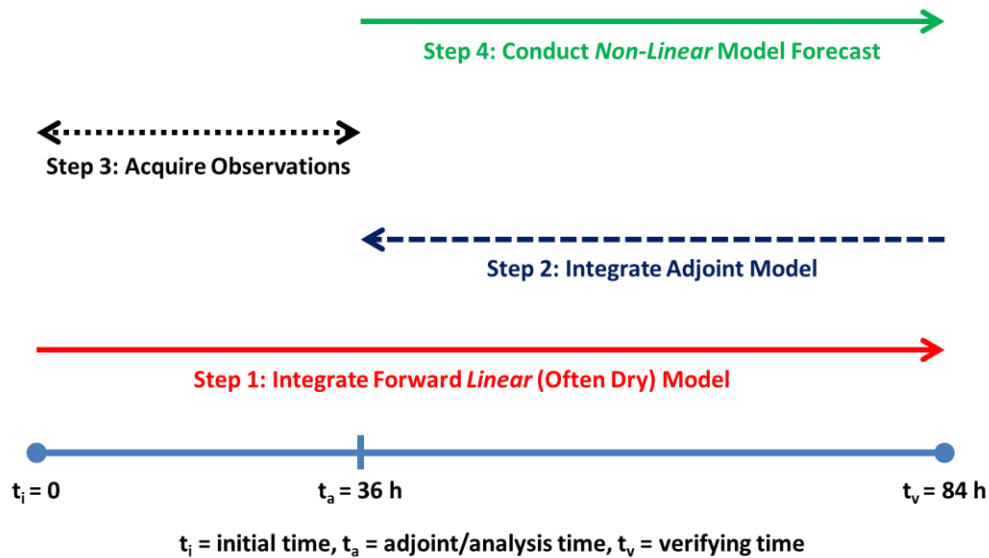 Step 4: Conduct Non-Linear Model Forecast
Step 3: Acquire Observations
Step 2: Integrate Adjoint Model
Step 1: Integrate Forward Linear (Often Dry) Model
tᵢ = 0
tₐ = 36 h
tᵥ = 84 h
tᵢ = initial time, tₐ = adjoint/analysis time, tᵥ = verifying time